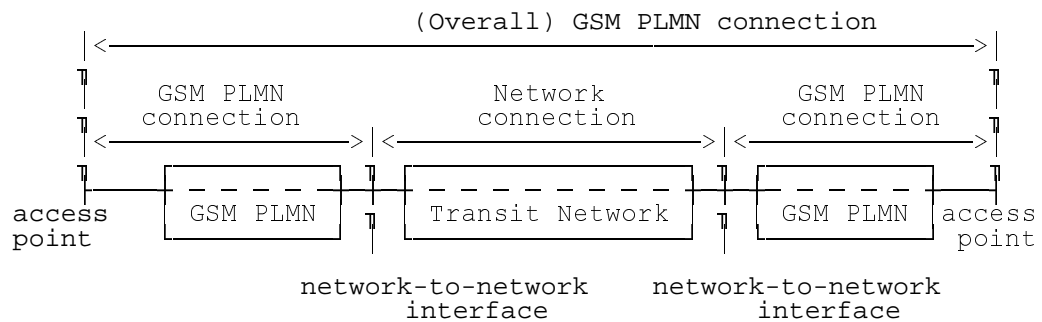 (Overall) GSM PLMN connection
GSM PLMN
connection
Network
connection
GSM PLMN
connection
GSM PLMN
Transit Network
GSM PLMN
access
point
access
point
network-to-network
interface
network-to-network
interface